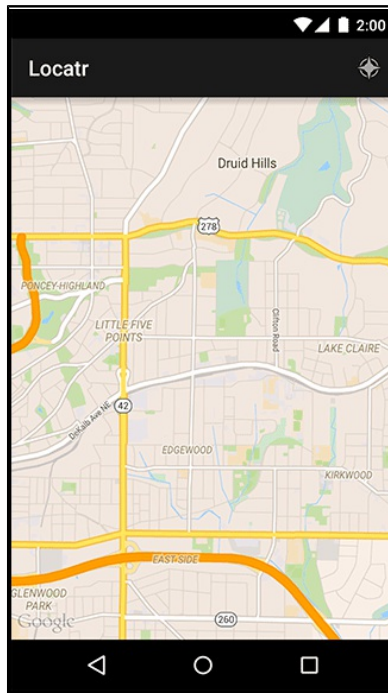 2:00
Locatr
Druid Hills
278
PONCEY-HIGHLAND
LITTLE FIVE
POINTS
Clifton Road
LAKE CLAIRE
42
DeKalb Ave NE
EDGEWOOD
KIRKWOOD
EAST-SIDE
GLENWOOD
PARK
Google
260